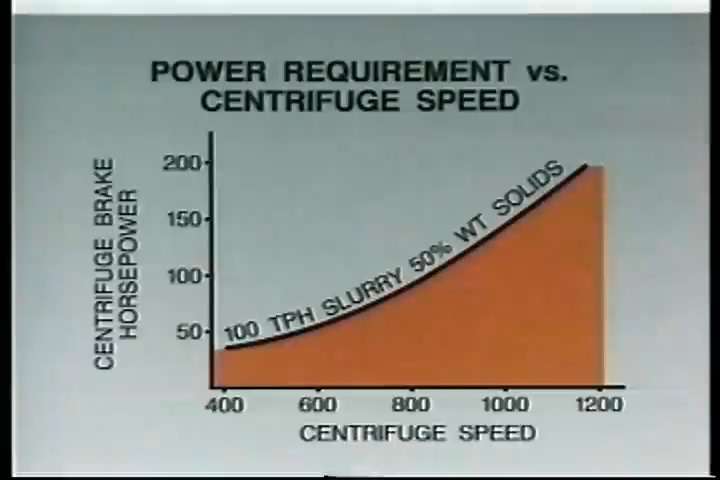 POWER REQUIREMENT vs.
CENTRIFUGE SPEED
CENTRIFUGE BRAKE
HORSEPOWER
200
150
100
50
100 TPH SLURRY 50% WT SOLIDS
400 600 800 1000 1200
CENTRIFUGE SPEED